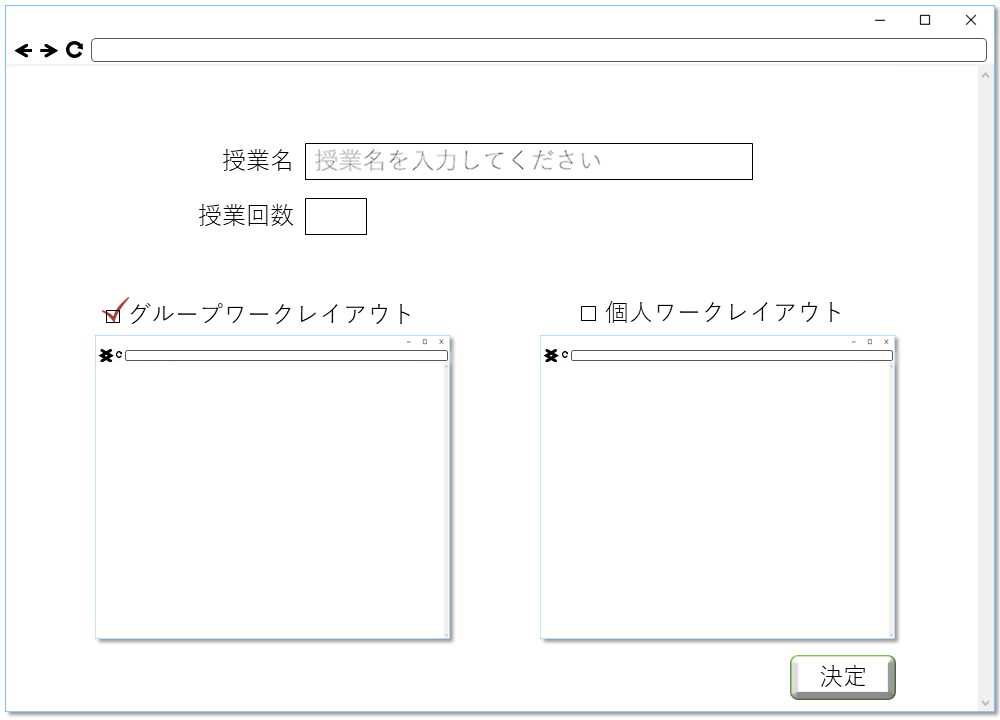 授業名 授業名を入力してください
授業回数
グループワークレイアウト
個人ワークレイアウト
決定